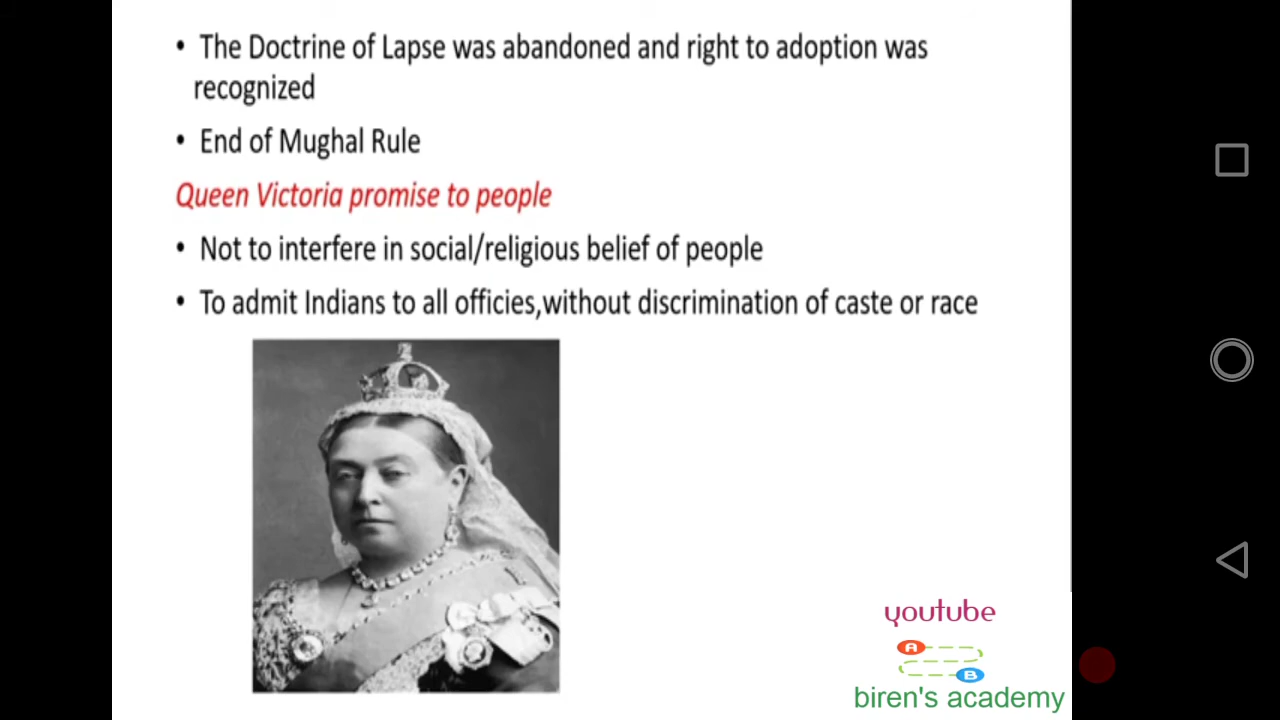 • The Doctrine of Lapse was abandoned and right to adoption was
recognized
• End of Mughal Rule
Queen Victoria promise to people
• Not to interfere in social/religious belief of people
• To admit Indians to all officies,without discrimination of caste or race
youtube
A
B
biren's academy